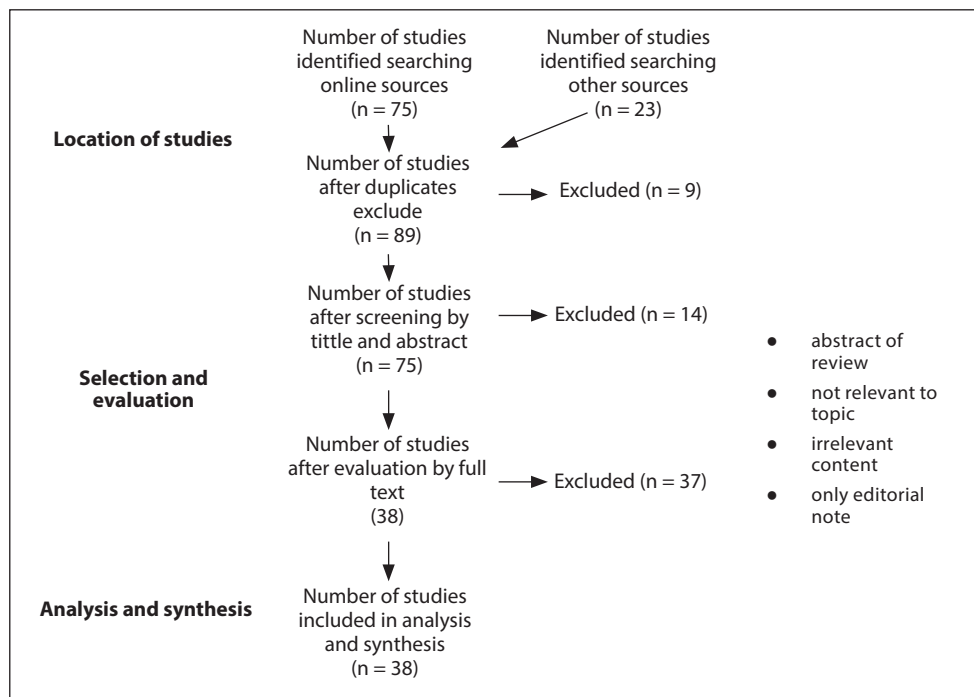 Number of studies
identified searching
online sources
(n = 75)
Number of studies
identified searching
other sources
(n = 23)
Location of studies
Number of studies
after duplicates
exclude
(n = 89)
Excluded (n = 9)
Number of studies
after screening by
tittle and abstract
(n = 75)
Excluded (n = 14)
Selection and
evaluation
● abstract of
review
● not relevant to
topic
● irrelevant
content
● only editorial
note
Number of studies
after evaluation by full
text
(38)
Excluded (n = 37)
Analysis and synthesis
Number of studies
included in analysis
and synthesis
(n = 38)